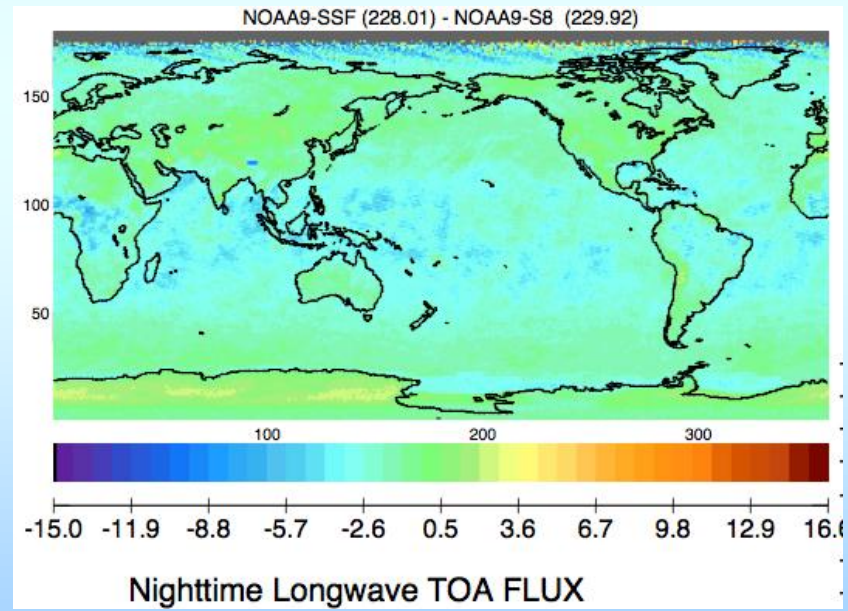 NOAA9-SSF (228.01) - NOAA9-S8 (229.92)
150
100
50
100 200 300
-15.0 -11.9 -8.8 -5.7 -2.6 0.5 3.6 6.7 9.8 12.9
Nighttime Longwave TOA FLUX